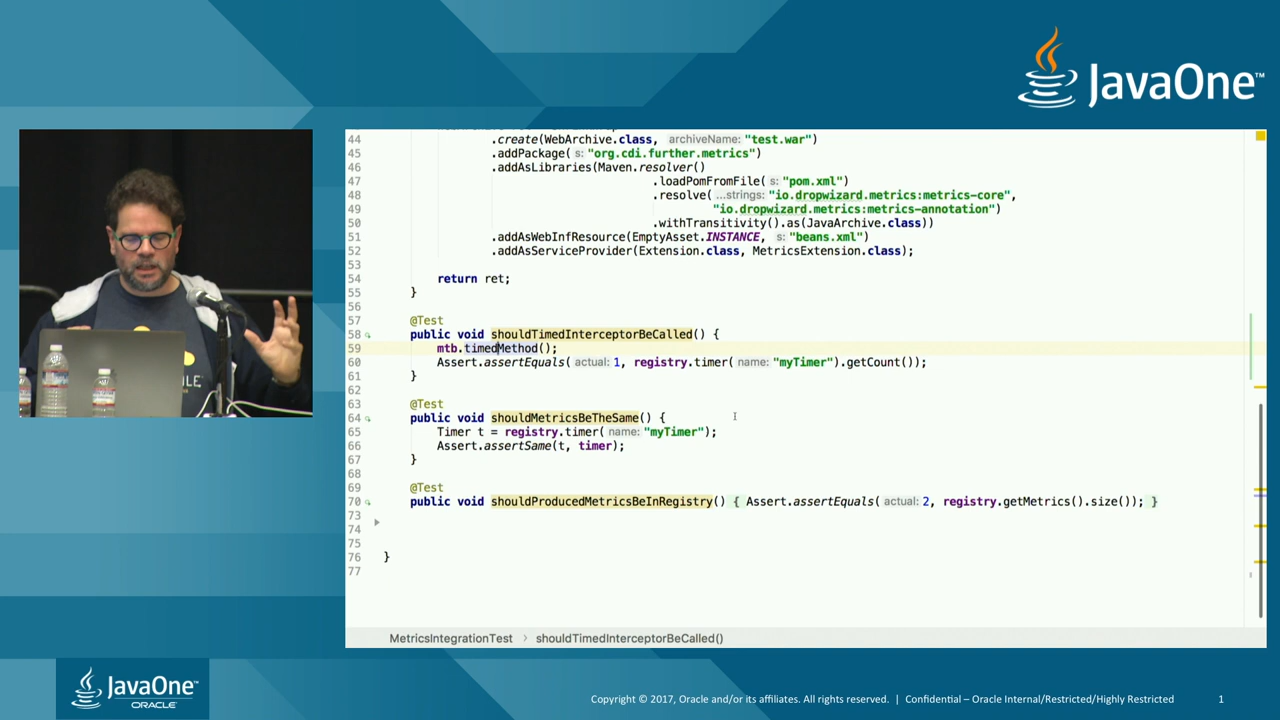 JavaOne™
44 .create(WebArchive.class, archiveName: "test.war")
45 .addPackage( s: "org.cdi.further.metrics")
46 .addAsLibraries(Maven.resolver()
47 .loadPomFromFile( s: "pom.xml")
48 .resolve( ...strings: "io.dropwizard.metrics:metrics-core",
49 "io.dropwizard.metrics:metrics-annotation")
50 .withTransitivity().as(JavaArchive.class))
51 .addAsWebInfResource(EmptyAsset.INSTANCE, s: "beans.xml")
52 .addAsServiceProvider(Extension.class, MetricsExtension.class);
53
54 return ret;
55 }
56
57 @Test
58 public void shouldTimedInterceptorBeCalled() {
59 mtb.timedMethod();
60 Assert.assertEquals( actual: 1, registry.timer( name: "myTimer").getCount());
61 }
62
63 @Test
64 public void shouldMetricsBeTheSame() {
65 Timer t = registry.timer( name: "myTimer");
66 Assert.assertSame(t, timer);
67 }
68
69 @Test
70 public void shouldProducedMetricsBeInRegistry() { Assert.assertEquals( actual: 2, registry.getMetrics().size()); }
73
74
75
76 }
77
MetricsIntegrationTest › shouldTimedInterceptorBeCalled()
JavaOne™
ORACLE®
Copyright © 2017, Oracle and/or its affiliates. All rights reserved. | Confidential – Oracle Internal/Restricted/Highly Restricted 1